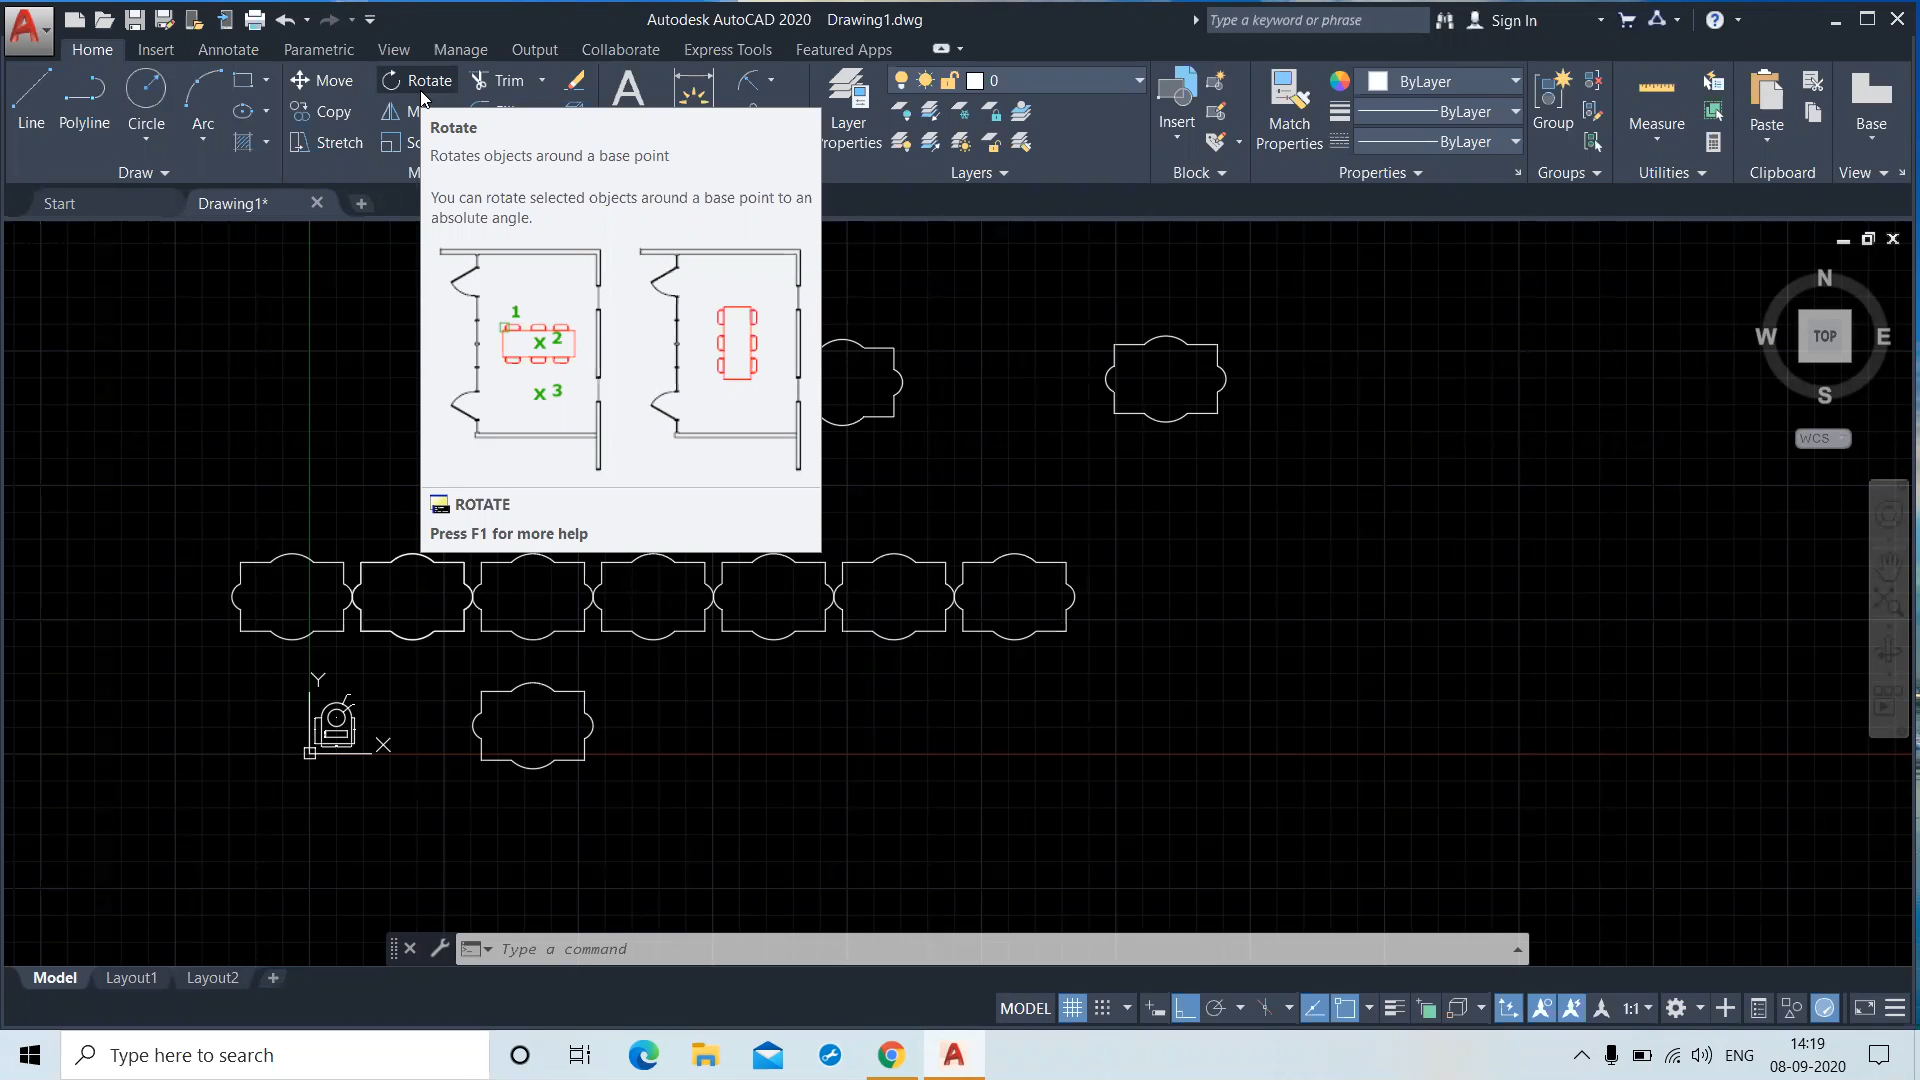 Autodesk AutoCAD 2020 Drawing1.dwg
Type a keyword or phrase
Sign In
Home Insert Annotate Parametric View Manage Output Collaborate Express Tools Featured Apps
Line
Polyline
Circle
Arc
Draw
Move
Copy
Stretch
Rotate
Trim
A
Layer
Properties
0
Layers
Insert
Block
Match
Properties
ByLayer
ByLayer
ByLayer
Properties
Group
Groups
Measure
Utilities
Paste
Clipboard
Base
View
Start
Drawing1*
Rotate
Rotates objects around a base point
You can rotate selected objects around a base point to an
absolute angle.
1
X 2
X 3
ROTATE
Press F1 for more help
N
W TOP E
S
WCS
Y
X
Type a command
Model Layout1 Layout2
MODEL
1:1
Type here to search
ENG
14:19
08-09-2020